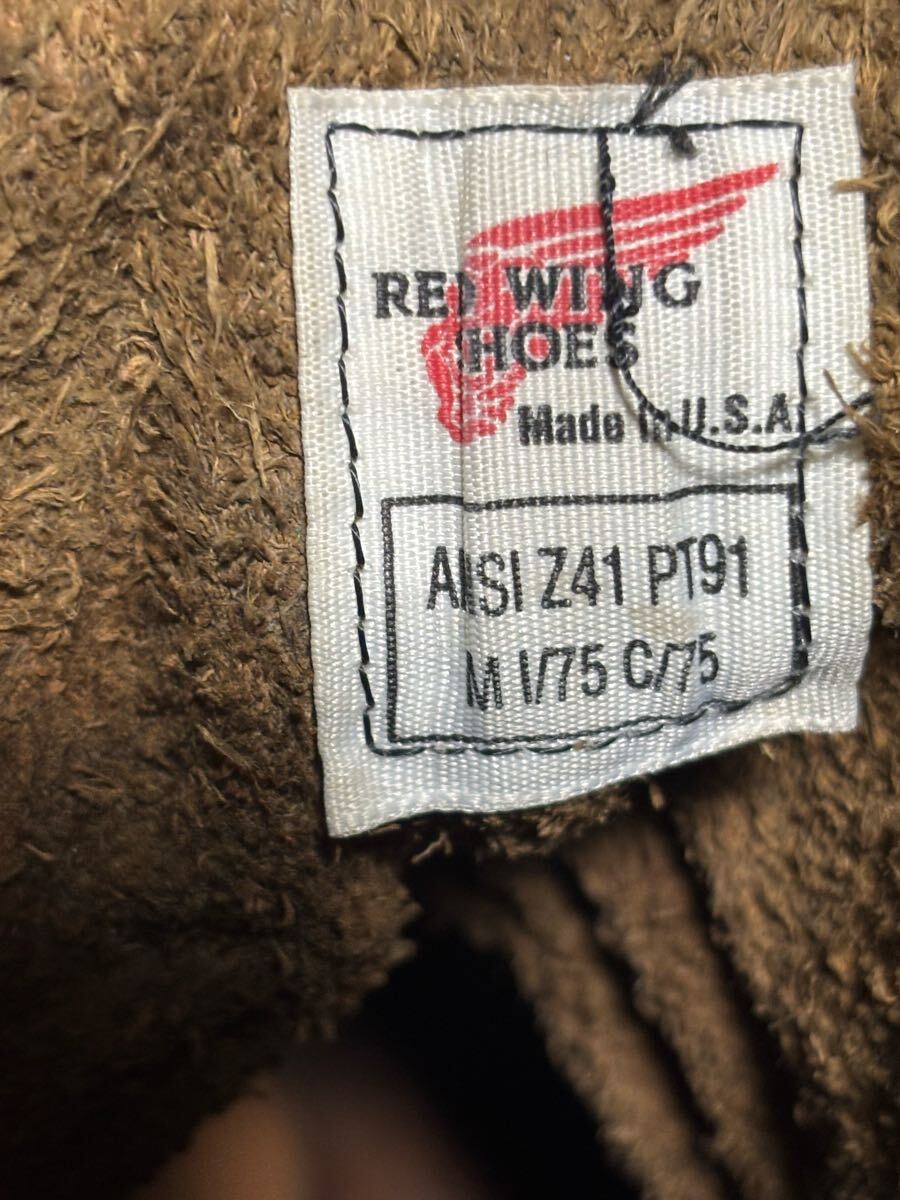 RED WING
SHOES
Made in U.S.A.
ANSI Z41 PT91
M I/75 C/75